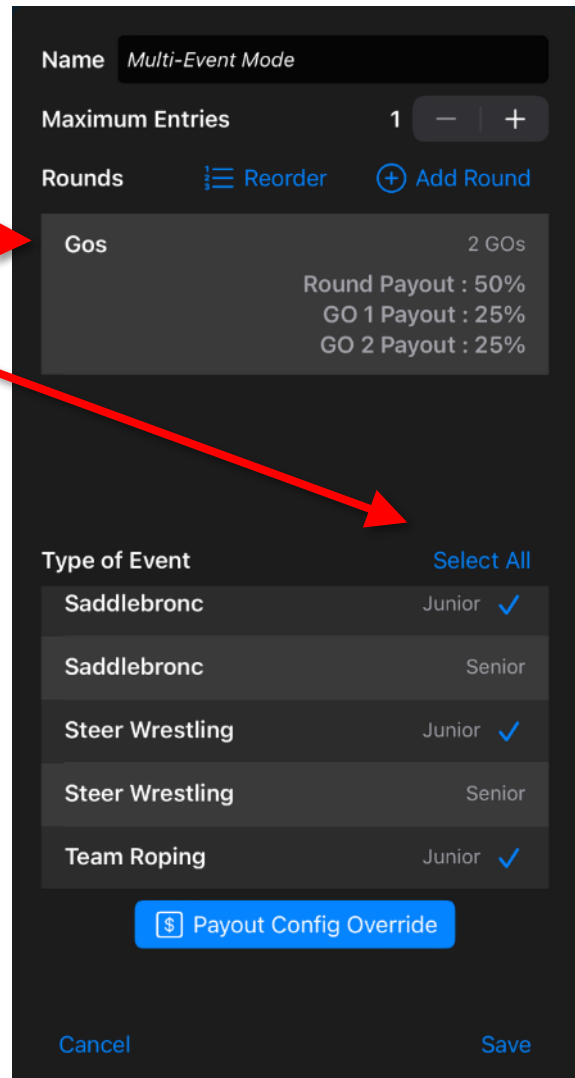 Name Multi-Event Mode
Maximum Entries 1 − +
Rounds Reorder Add Round
Gos 2 GOs
Round Payout : 50%
GO 1 Payout : 25%
GO 2 Payout : 25%
Type of Event Select All
Saddlebronc Junior ✓
Saddlebronc Senior
Steer Wrestling Junior ✓
Steer Wrestling Senior
Team Roping Junior ✓
$ Payout Config Override
Cancel Save